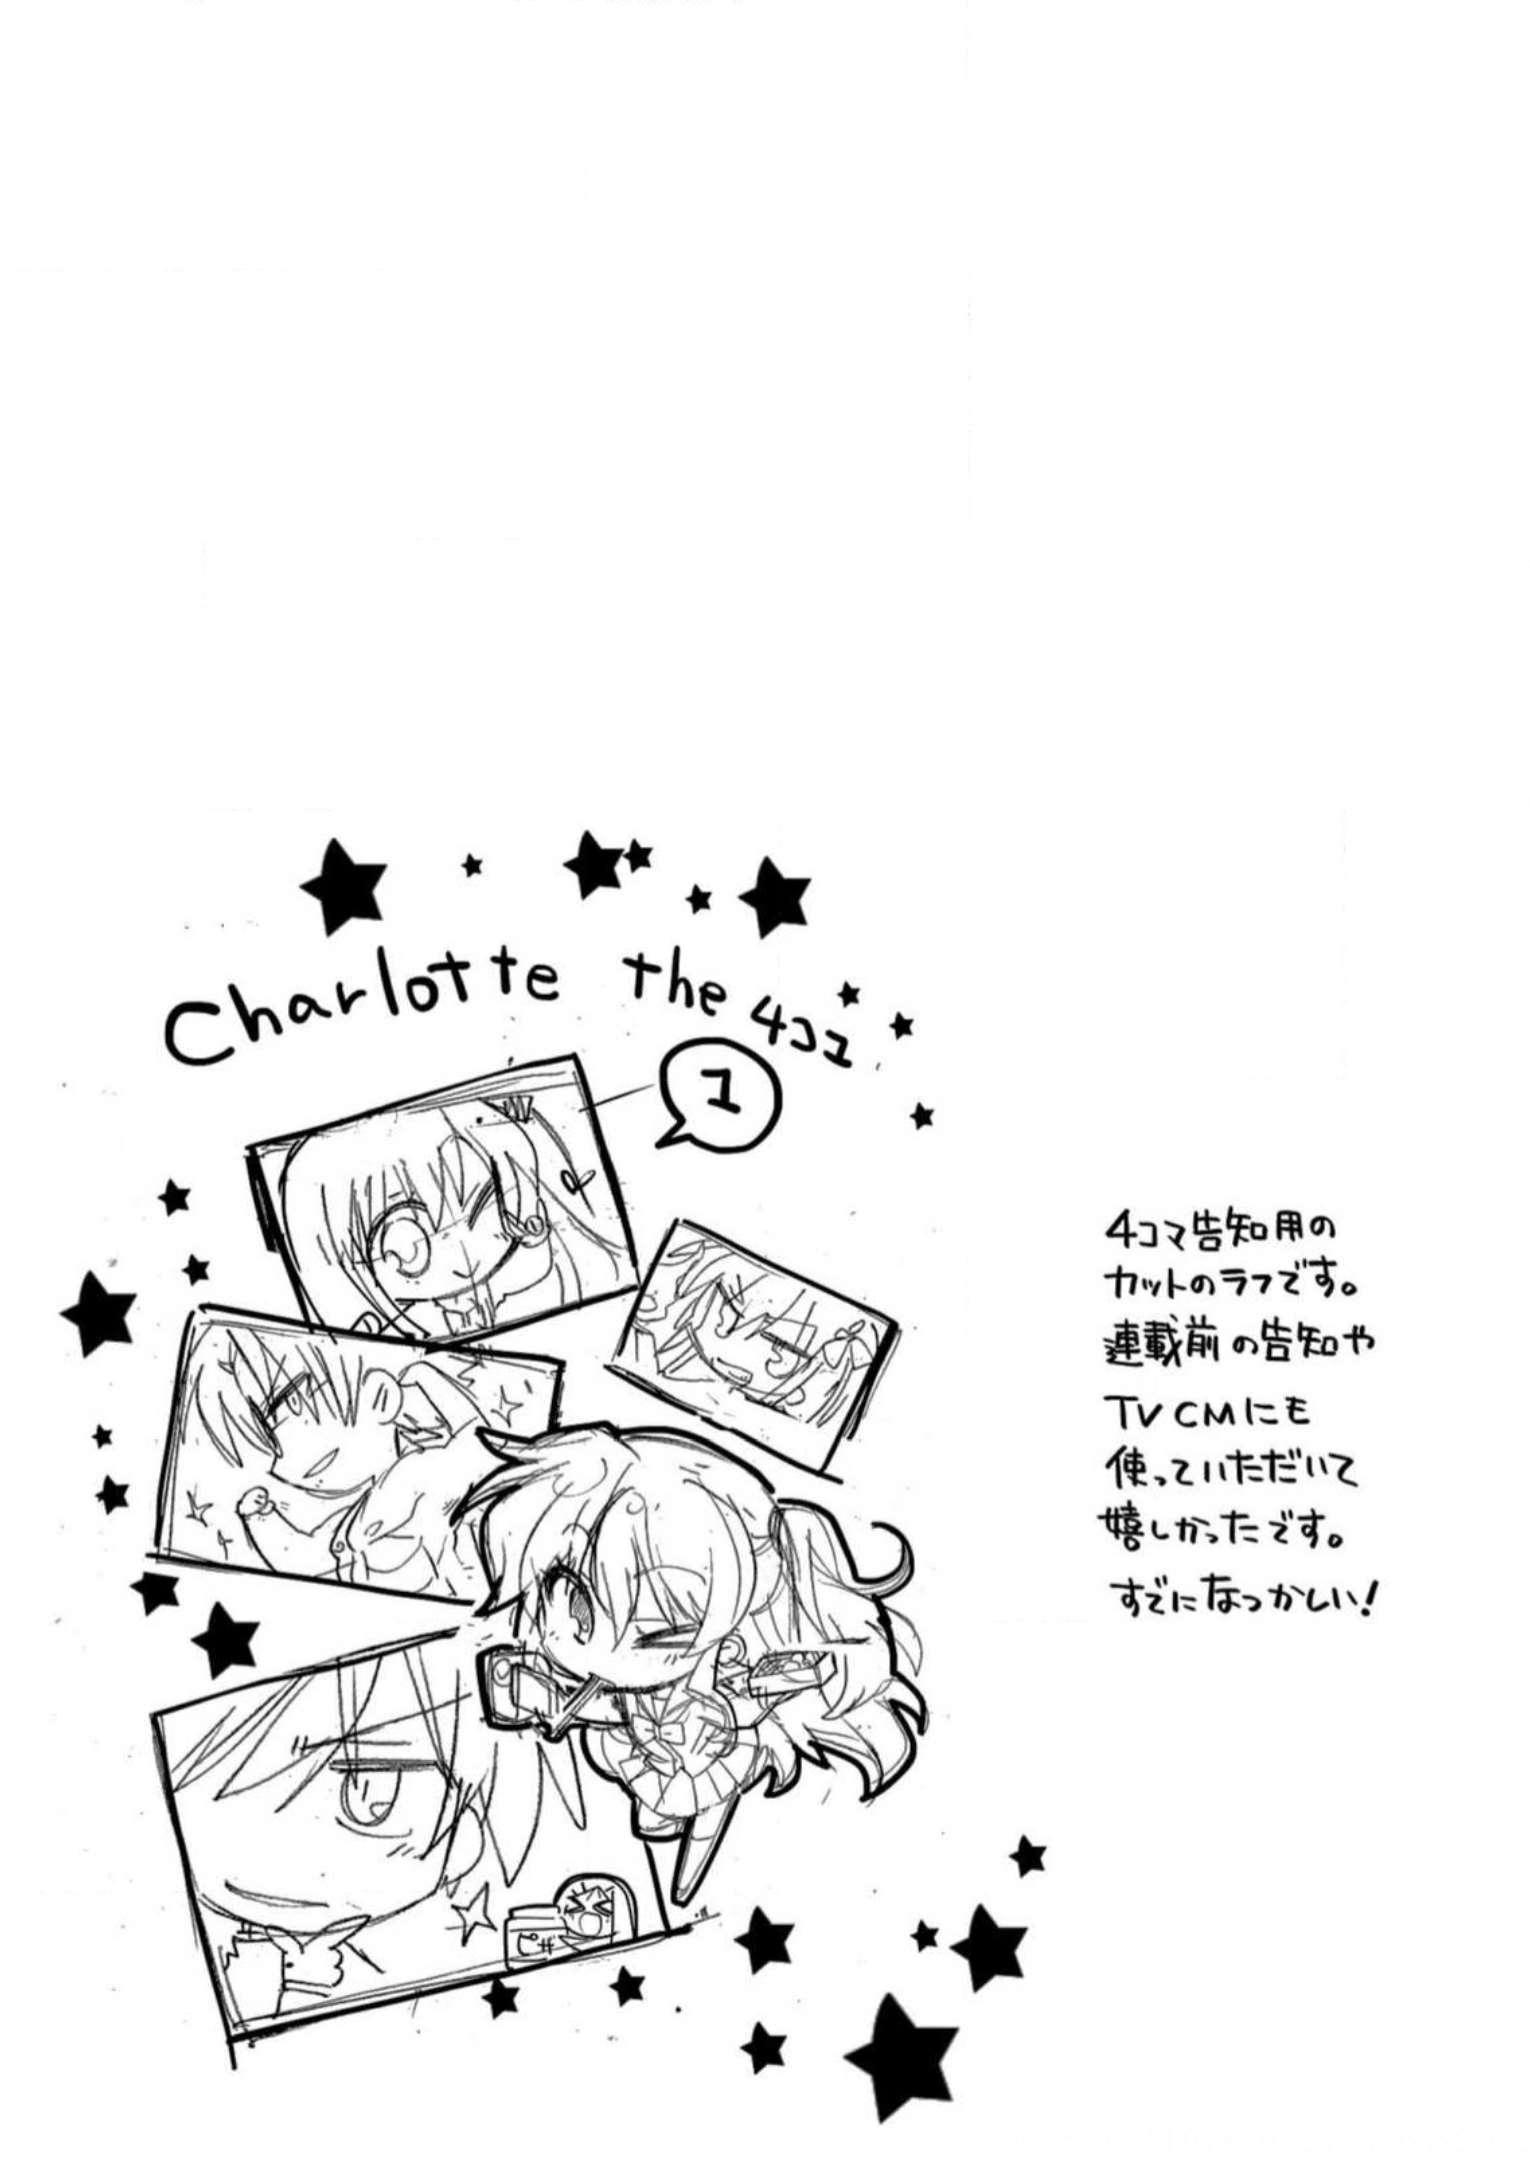 Charlotte the 4コマ
1
4コマ告知用の
カットのラフです。
連載前の告知や
TVCMにも
使っていただいて
嬉しかったです。
すでになつかしい!